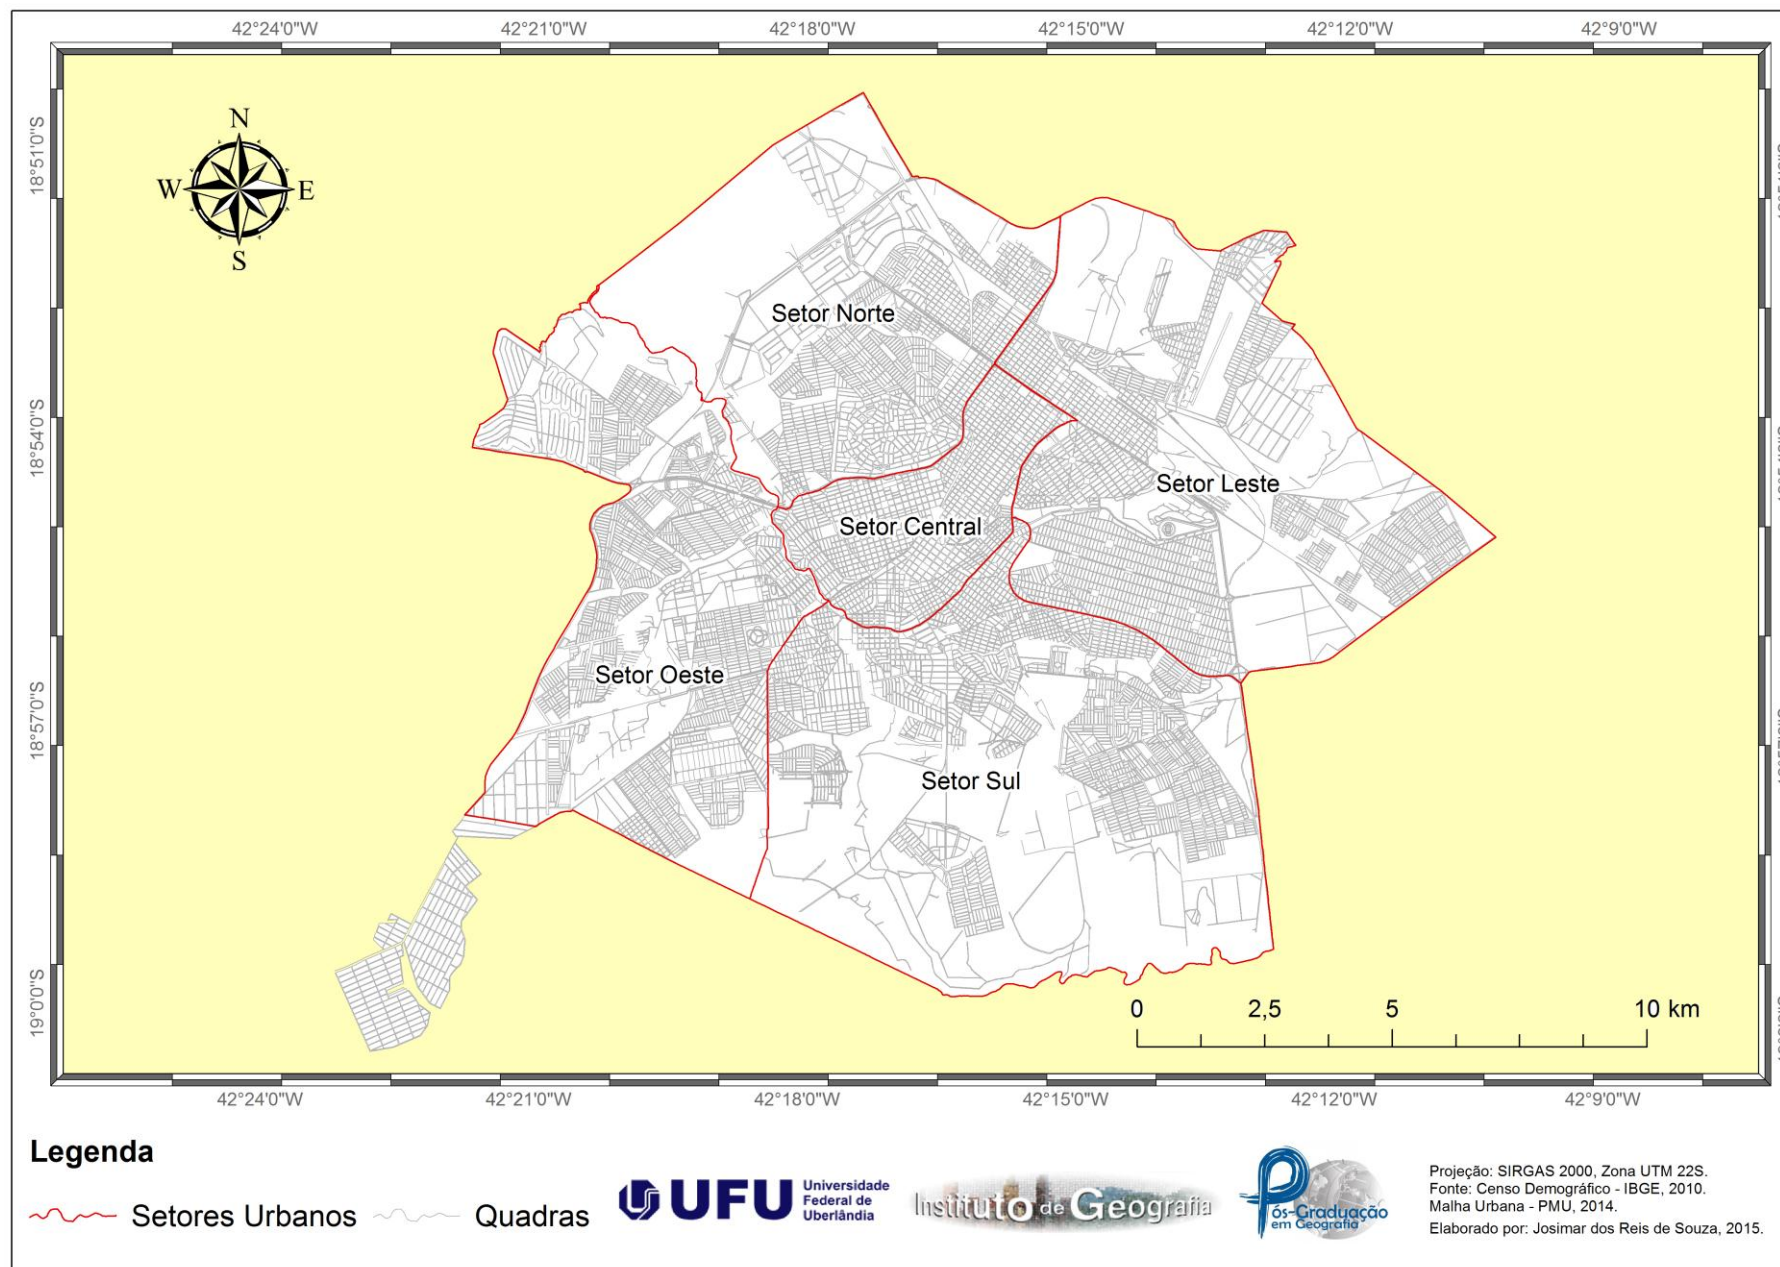 42°24'0"W 42°21'0"W 42°18'0"W 42°15'0"W 42°12'0"W 42°9'0"W
18°51'0"S
18°54'0"S
18°57'0"S
19°0'0"S
N
W E
S
Setor Norte
Setor Leste
Setor Central
Setor Oeste
Setor Sul
0 2,5 5 10 km
42°24'0"W 42°21'0"W 42°18'0"W 42°15'0"W 42°12'0"W 42°9'0"W
Legenda
Setores Urbanos Quadras
UFU
Universidade
Federal de
Uberlândia
Instituto de Geografia
Pós-Graduação
em Geografia
Projeção: SIRGAS 2000, Zona UTM 22S.
Fonte: Censo Demográfico - IBGE, 2010.
Malha Urbana - PMU, 2014.
Elaborado por: Josimar dos Reis de Souza, 2015.